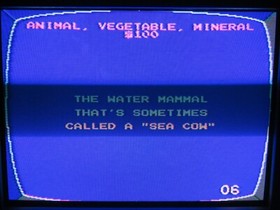 ANIMAL, VEGETABLE, MINERAL
$100
THE WATER MAMMAL
THAT'S SOMETIMES
CALLED A "SEA COW"
06